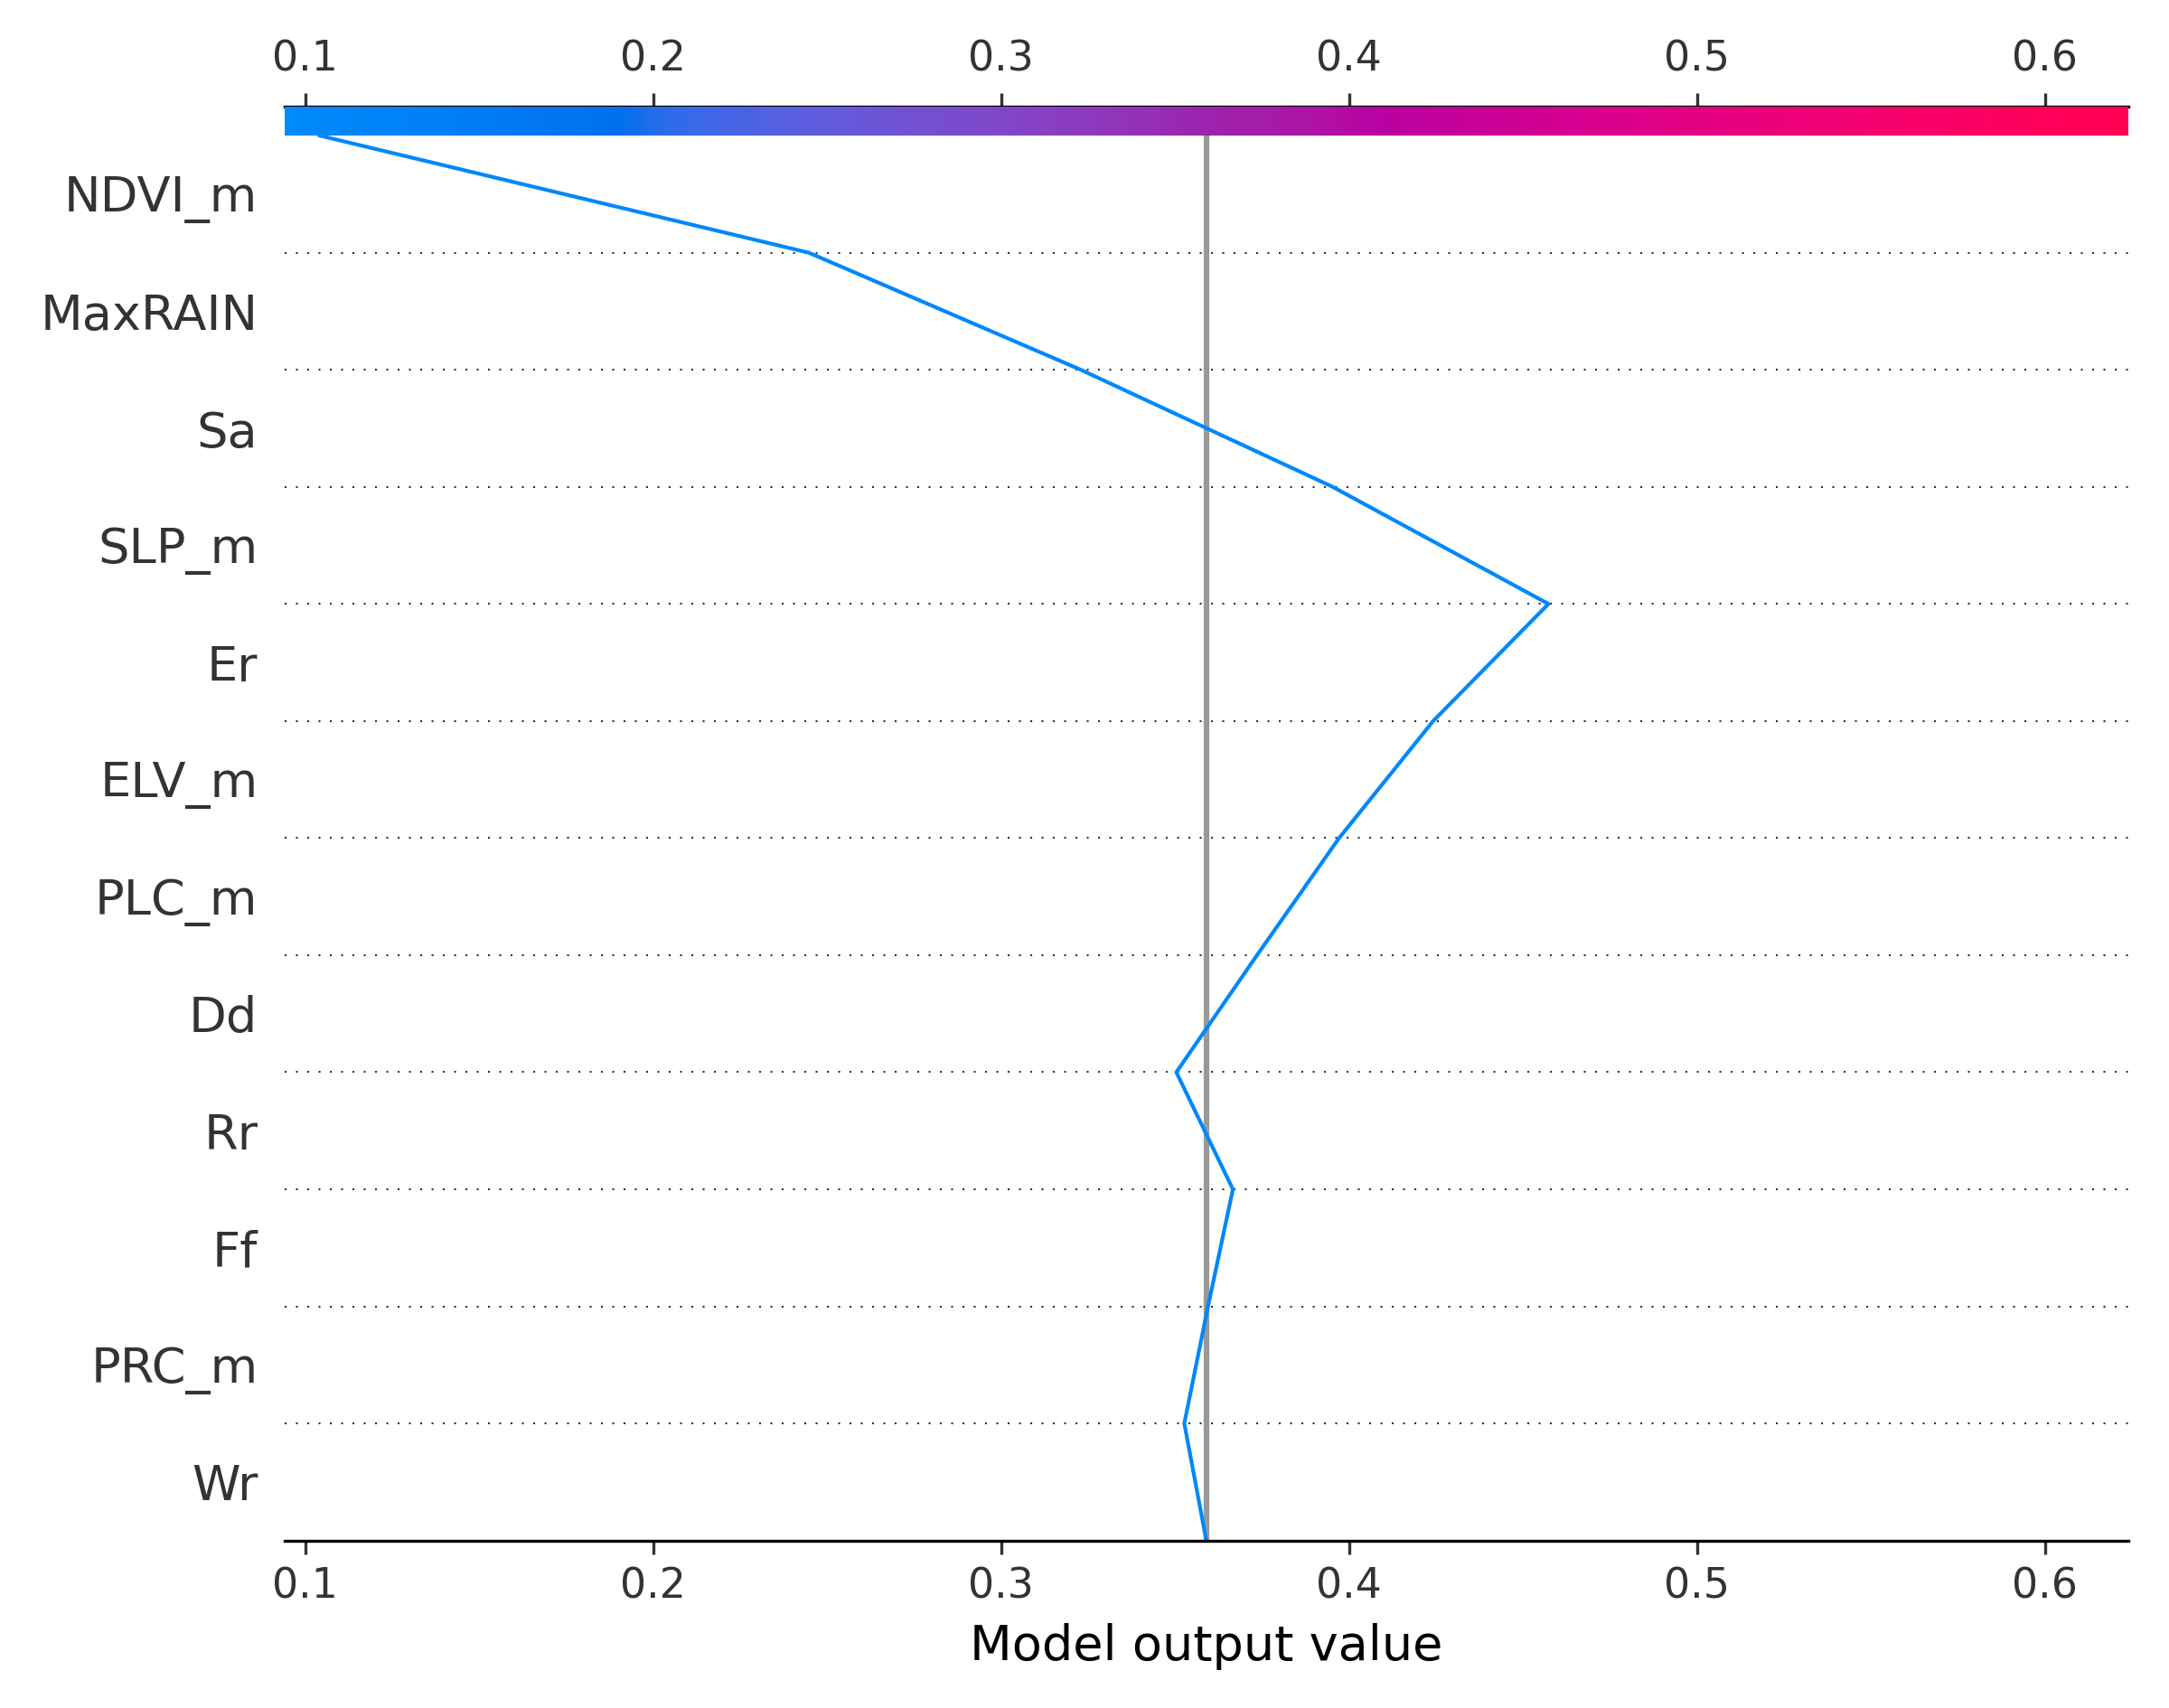 0.1 0.2 0.3 0.4 0.5 0.6
NDVI_m
MaxRAIN
Sa
SLP_m
Er
ELV_m
PLC_m
Dd
Rr
Ff
PRC_m
Wr
0.1 0.2 0.3 0.4 0.5 0.6
Model output value